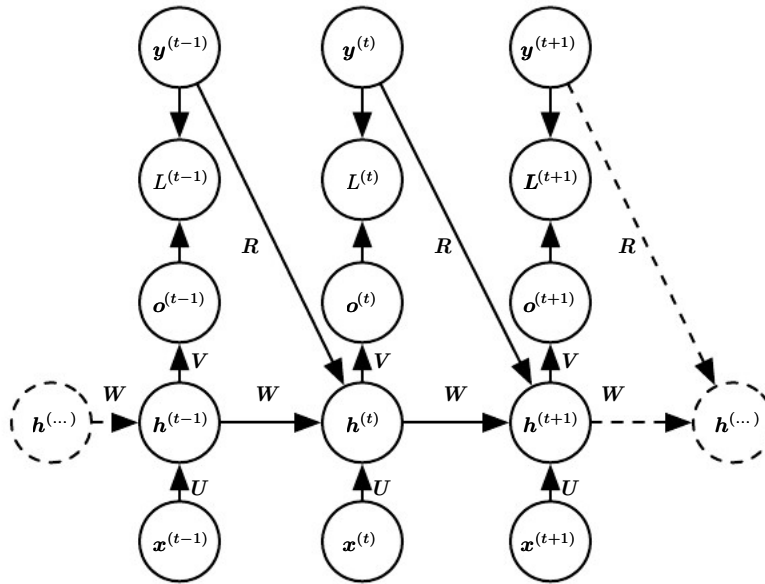 y^(t−1) y^(t) y^(t+1)
L^(t−1) L^(t) L^(t+1)
R R R
o^(t−1) o^(t) o^(t+1)
V V V
W W W W
h^(...) h^(t−1) h^(t) h^(t+1) h^(...)
U U U
x^(t−1) x^(t) x^(t+1)